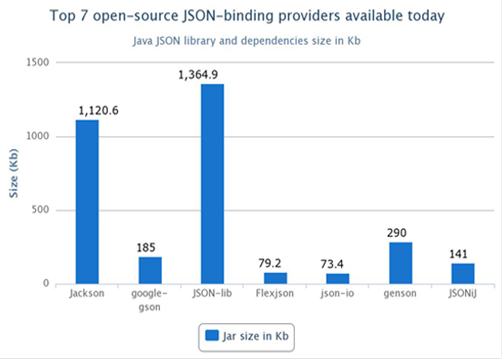 Top 7 open-source JSON-binding providers available today
Java JSON library and dependencies size in Kb
Size (Kb)
1500
1000
500
0
1,120.6
185
1,364.9
79.2
73.4
290
141
Jackson
google-
gson
JSON-lib
Flexjson
json-io
genson
JSONiJ
Jar size in Kb